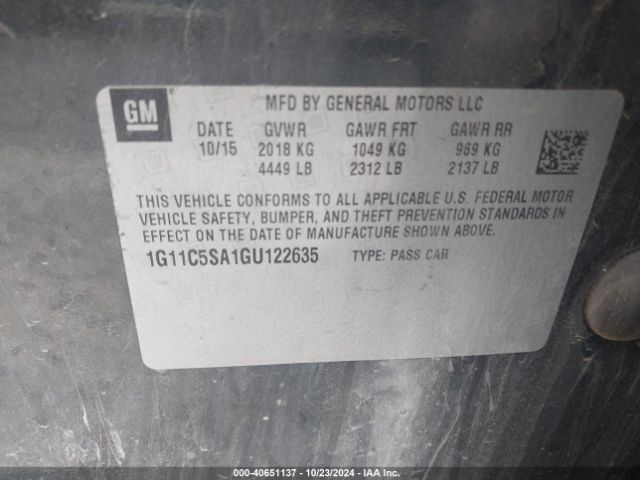 GM
MFD BY GENERAL MOTORS LLC
DATE GVWR GAWR FRT GAWR RR
10/15 2018 KG 1049 KG 969 KG
4449 LB 2312 LB 2137 LB
THIS VEHICLE CONFORMS TO ALL APPLICABLE U.S. FEDERAL MOTOR
VEHICLE SAFETY, BUMPER, AND THEFT PREVENTION STANDARDS IN
EFFECT ON THE DATE OF MANUFACTURE SHOWN ABOVE.
1G11C5SA1GU122635 TYPE: PASS CAR
000-40651137 - 10/23/2024 - IAA Inc.